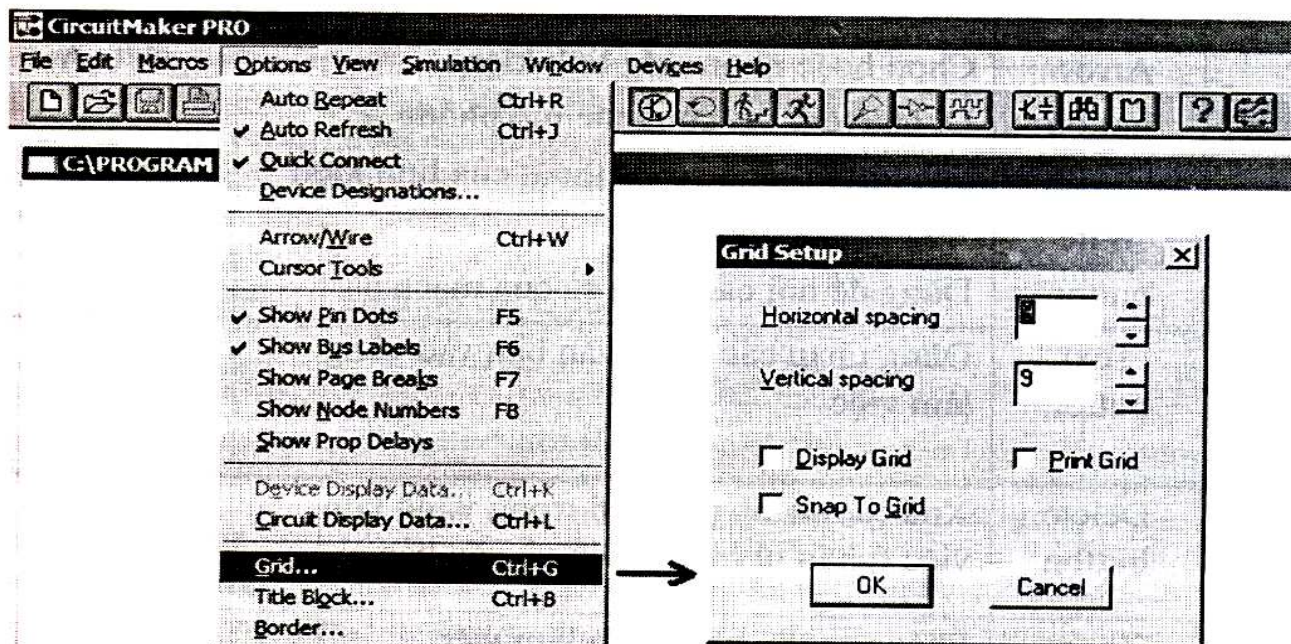 CircuitMaker PRO
File Edit Macros Options View Simulation Window Devices Help
C:\PROGRAM
Auto Repeat Ctrl+R
Auto Refresh Ctrl+J
Quick Connect
Device Designations...
Arrow/Wire Ctrl+W
Cursor Tools
Show Pin Dots F5
Show Bus Labels F6
Show Page Breaks F7
Show Node Numbers F8
Show Prop Delays
Device Display Data... Ctrl+K
Circuit Display Data... Ctrl+L
Grid... Ctrl+G
Title Block... Ctrl+B
Border...
Grid Setup
Horizontal spacing
Vertical spacing 9
Display Grid Print Grid
Snap To Grid
OK Cancel